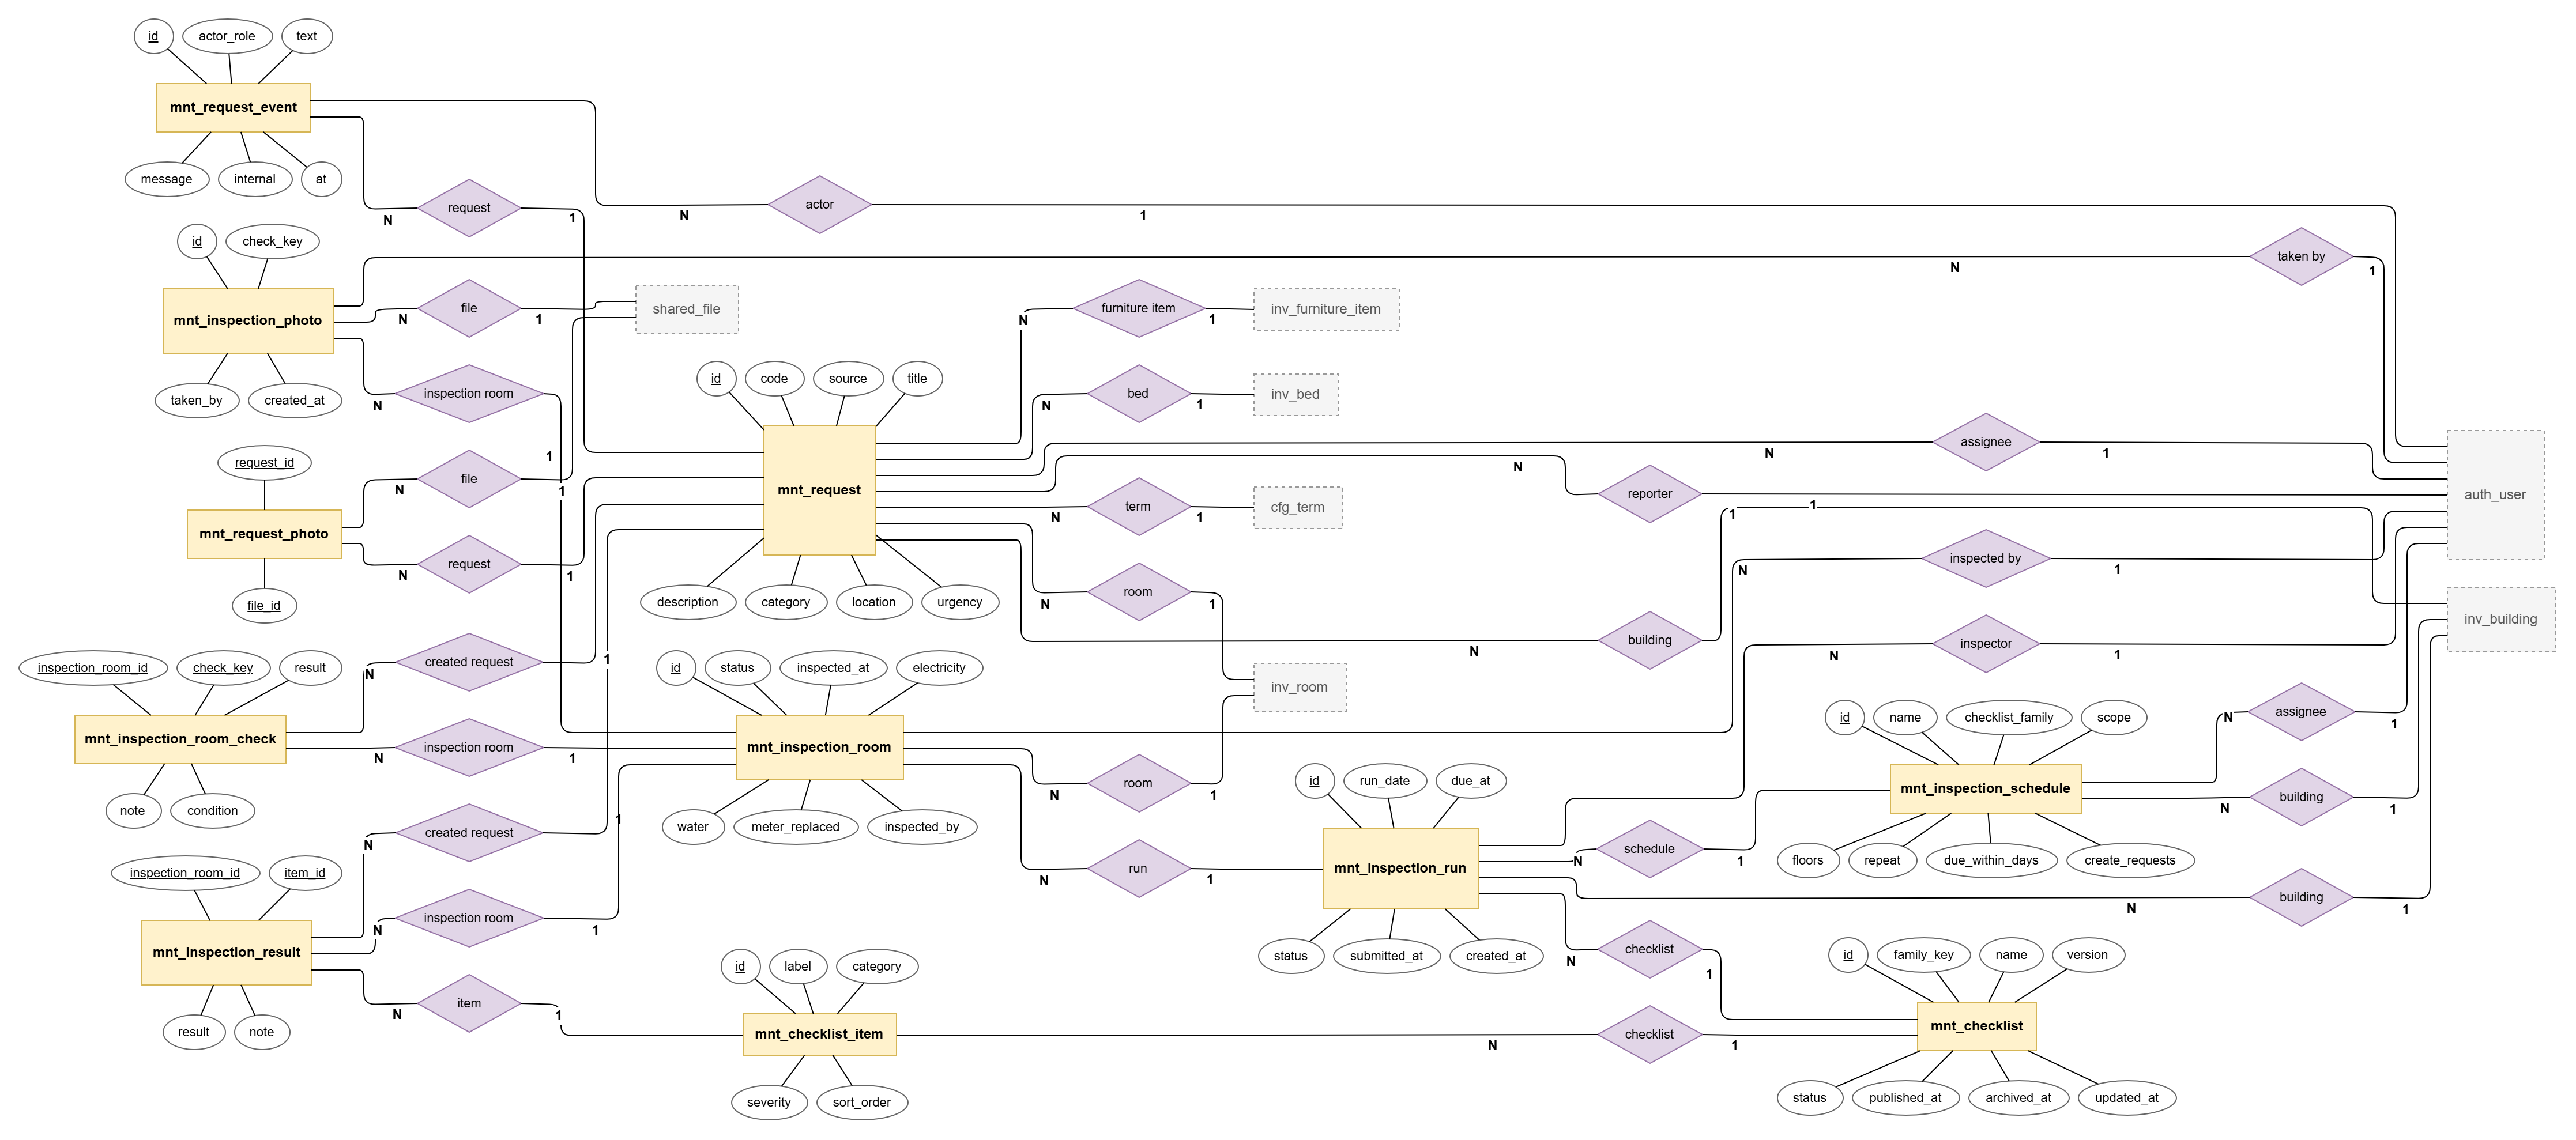 id
actor_role
text
mnt_request_event
message
internal
at
N
request
1
N
actor
1
id
check_key
mnt_inspection_photo
taken_by
created_at
N
taken by
1
N
file
1
shared_file
N
inspection room
1
N
furniture item
1
inv_furniture_item
N
bed
1
inv_bed
id
code
source
title
mnt_request
description
category
location
urgency
N
assignee
1
N
reporter
1
auth_user
N
term
1
cfg_term
request_id
mnt_request_photo
file_id
N
file
1
N
request
1
N
room
1
N
building
1
inv_building
N
inspected by
1
N
inspector
1
inv_room
inspection_room_id
check_key
result
mnt_inspection_room_check
note
condition
N
created request
1
N
inspection room
1
id
status
inspected_at
electricity
mnt_inspection_room
water
meter_replaced
inspected_by
N
room
1
N
run
1
id
run_date
due_at
mnt_inspection_run
status
submitted_at
created_at
N
schedule
1
id
name
checklist_family
scope
mnt_inspection_schedule
floors
repeat
due_within_days
create_requests
N
assignee
1
N
building
1
N
building
1
inspection_room_id
item_id
mnt_inspection_result
result
note
N
created request
1
N
inspection room
1
N
item
1
id
label
category
mnt_checklist_item
severity
sort_order
N
checklist
1
N
checklist
1
id
family_key
name
version
mnt_checklist
status
published_at
archived_at
updated_at